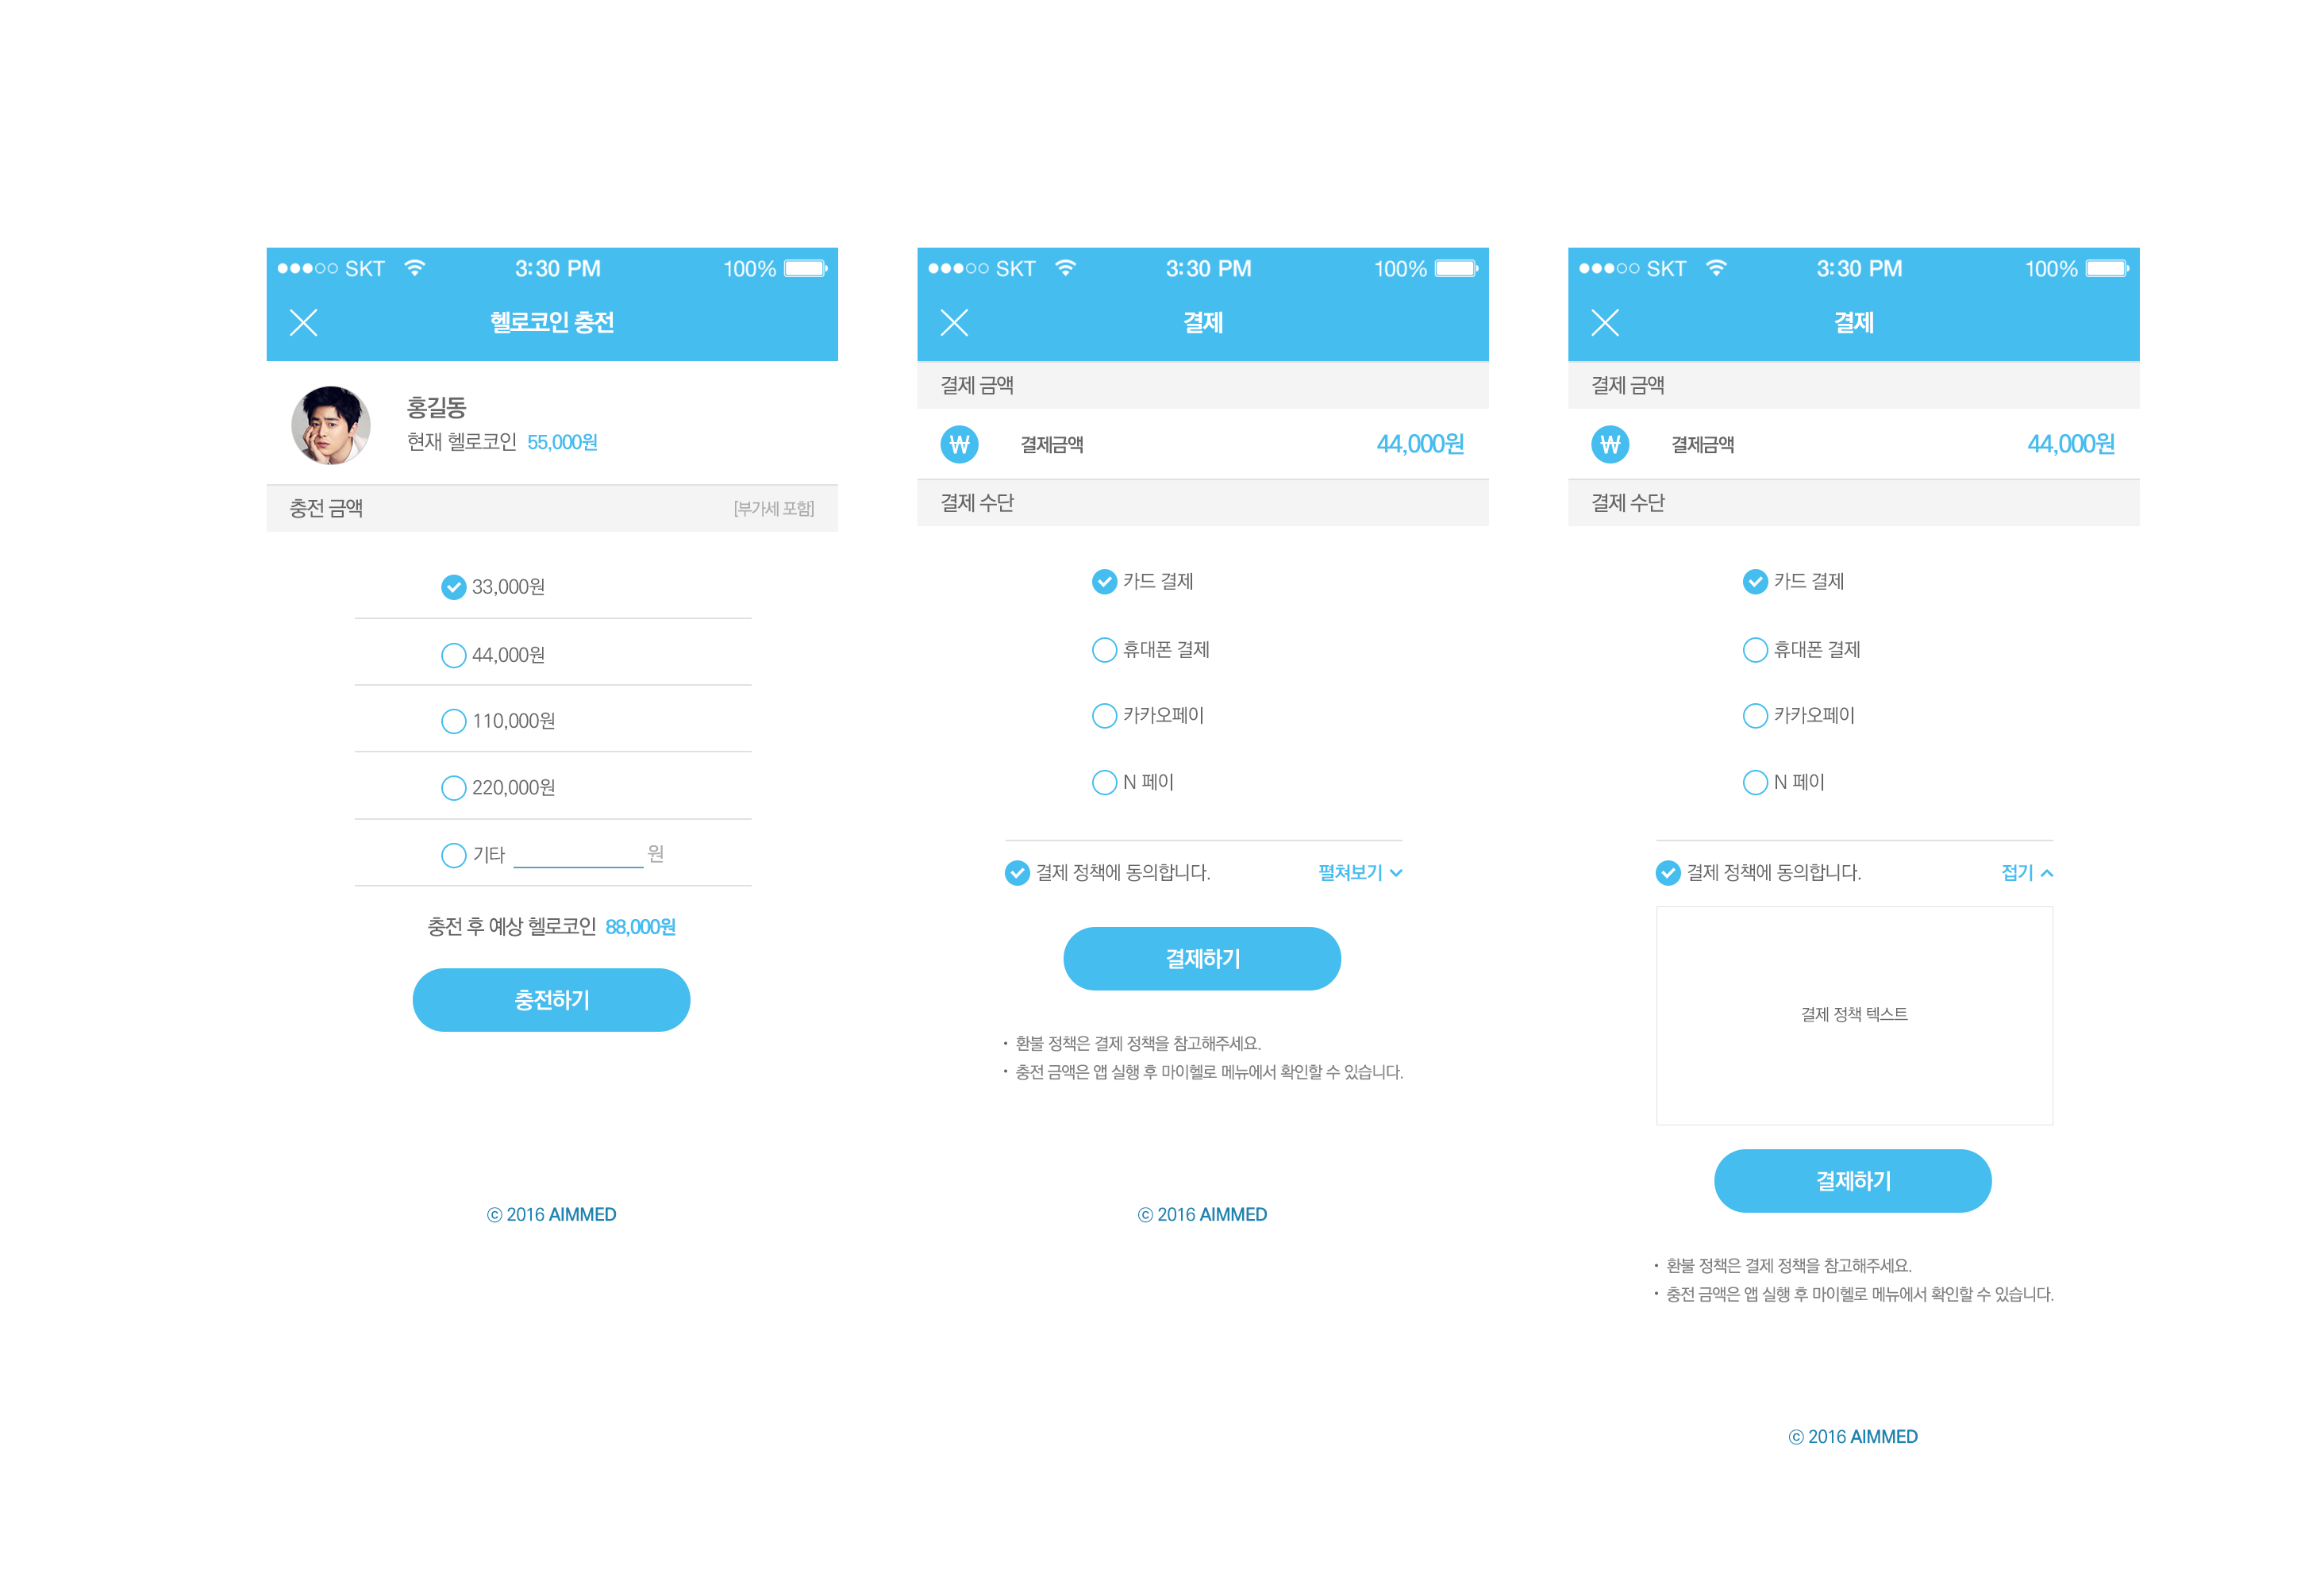 SKT 3:30 PM 100%
헬로코인 충전
홍길동
현재 헬로코인 55,000원
충전 금액 [부가세 포함]
33,000원
44,000원
110,000원
220,000원
기타 원
충전 후 예상 헬로코인 88,000원
충전하기
ⓒ 2016 AIMMED
SKT 3:30 PM 100%
결제
결제 금액
₩ 결제금액 44,000원
결제 수단
카드 결제
휴대폰 결제
카카오페이
N 페이
결제 정책에 동의합니다. 펼쳐보기
결제하기
• 환불 정책은 결제 정책을 참고해주세요.
• 충전 금액은 앱 실행 후 마이헬로 메뉴에서 확인할 수 있습니다.
ⓒ 2016 AIMMED
SKT 3:30 PM 100%
결제
결제 금액
₩ 결제금액 44,000원
결제 수단
카드 결제
휴대폰 결제
카카오페이
N 페이
결제 정책에 동의합니다. 접기
결제 정책 텍스트
결제하기
• 환불 정책은 결제 정책을 참고해주세요.
• 충전 금액은 앱 실행 후 마이헬로 메뉴에서 확인할 수 있습니다.
ⓒ 2016 AIMMED